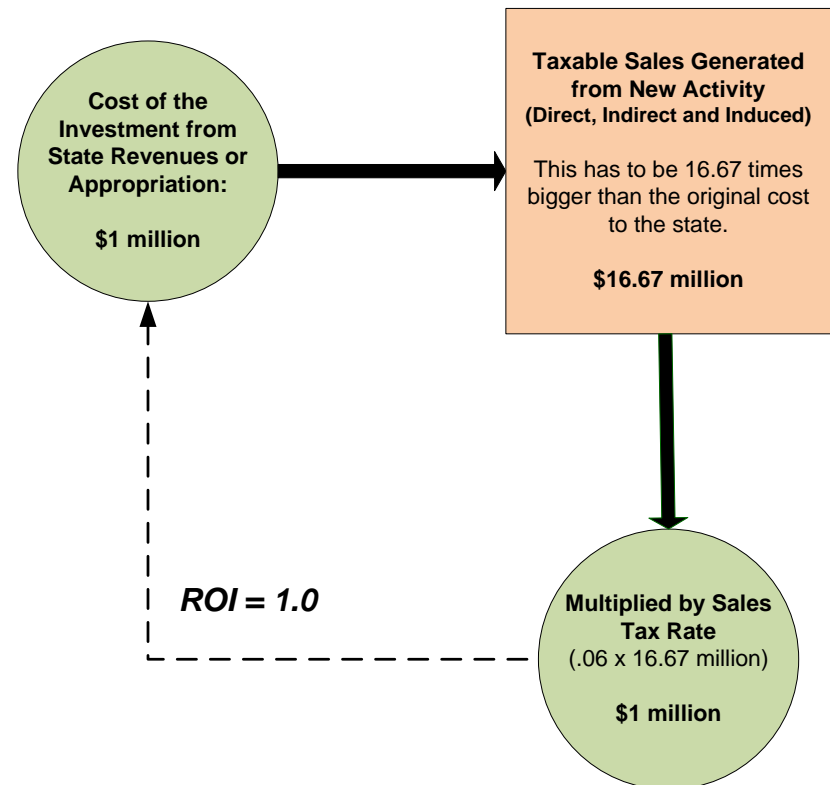 Cost of the
Investment from
State Revenues or
Appropriation:
$1 million
Taxable Sales Generated
from New Activity
(Direct, Indirect and Induced)
This has to be 16.67 times
bigger than the original cost
to the state.
$16.67 million
ROI = 1.0
Multiplied by Sales
Tax Rate
(.06 x 16.67 million)
$1 million